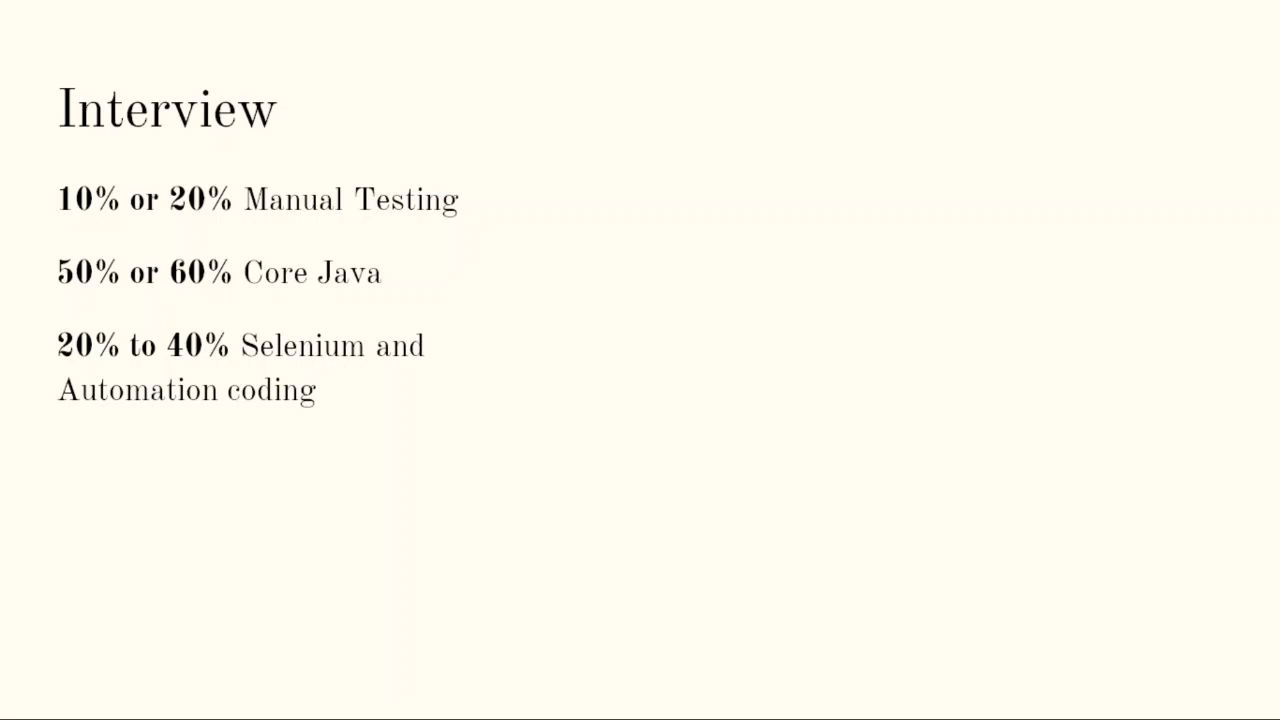 Interview
10% or 20% Manual Testing
50% or 60% Core Java
20% to 40% Selenium and
Automation coding